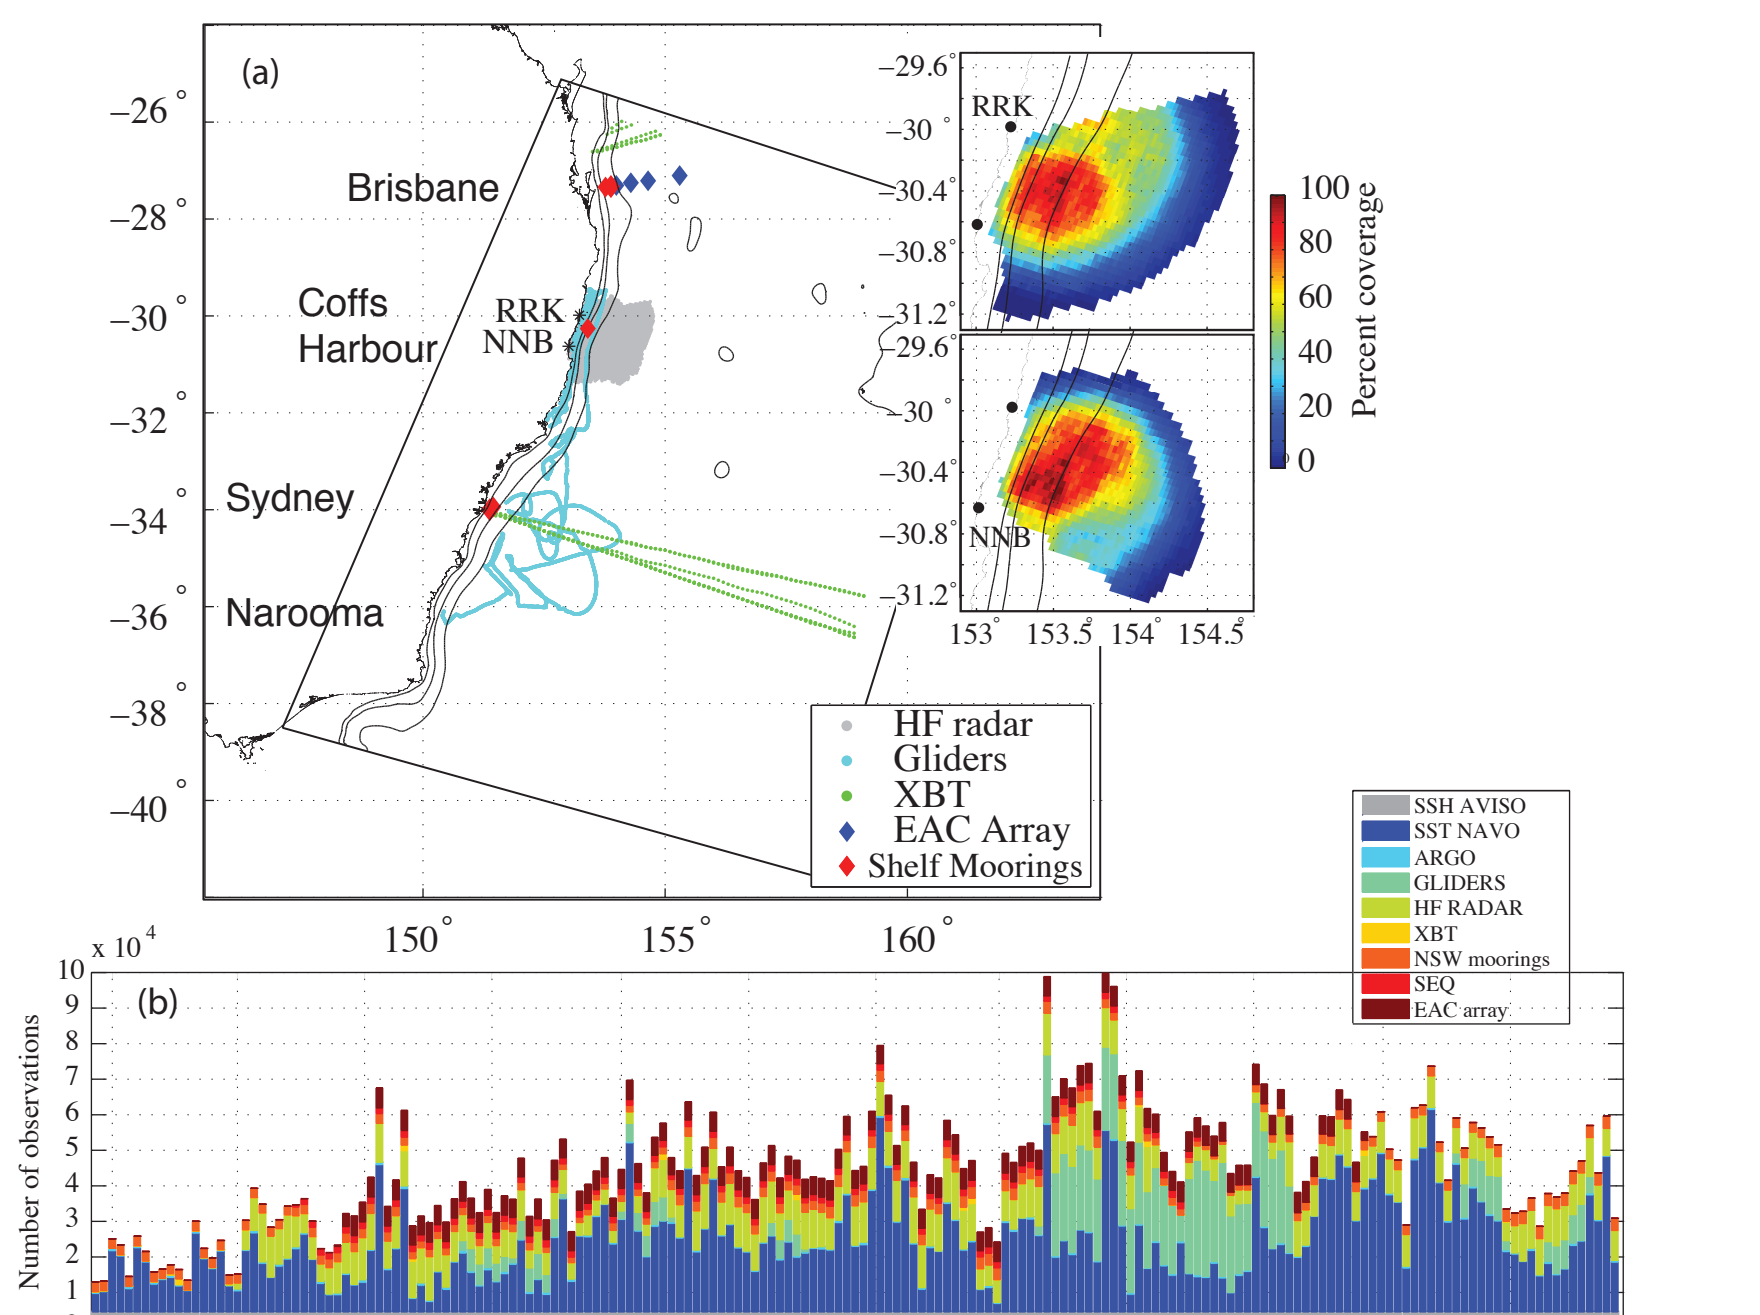 (a)
−26°
−28°
−30°
−32°
−34°
−36°
−38°
−40°
Brisbane
Coffs
Harbour
RRK
NNB
Sydney
Narooma
150°
155°
160°
HF radar
Gliders
XBT
EAC Array
Shelf Moorings
−29.6°
−30°
−30.4°
−30.8°
−31.2°
RRK
−29.6°
−30°
−30.4°
−30.8°
−31.2°
NNB
153°
153.5°
154°
154.5°
100
80
60
40
20
0
Percent coverage
SSH AVISO
SST NAVO
ARGO
GLIDERS
HF RADAR
XBT
NSW moorings
SEQ
EAC array
x 10^4
(b)
10
9
8
7
6
5
4
3
2
1
Number of observations